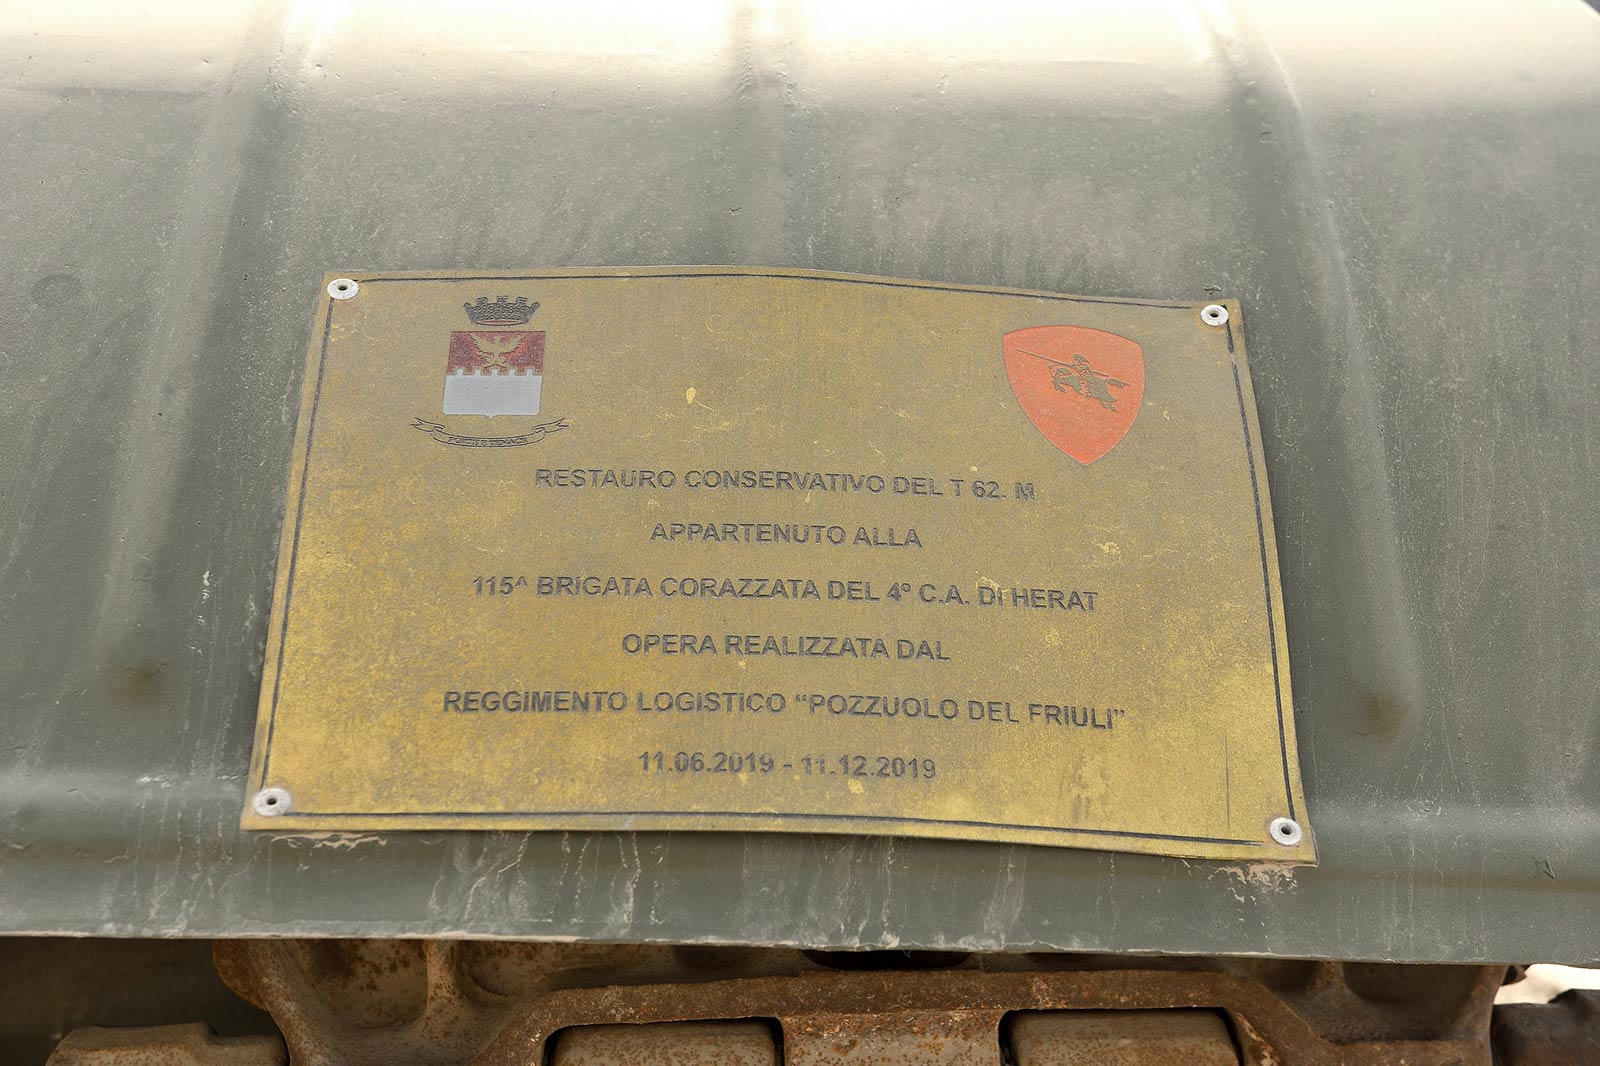 RESTAURO CONSERVATIVO DEL T 62. M
APPARTENUTO ALLA
115^ BRIGATA CORAZZATA DEL 4º C.A. DI HERAT
OPERA REALIZZATA DAL
REGGIMENTO LOGISTICO “POZZUOLO DEL FRIULI”
11.06.2019 - 11.12.2019